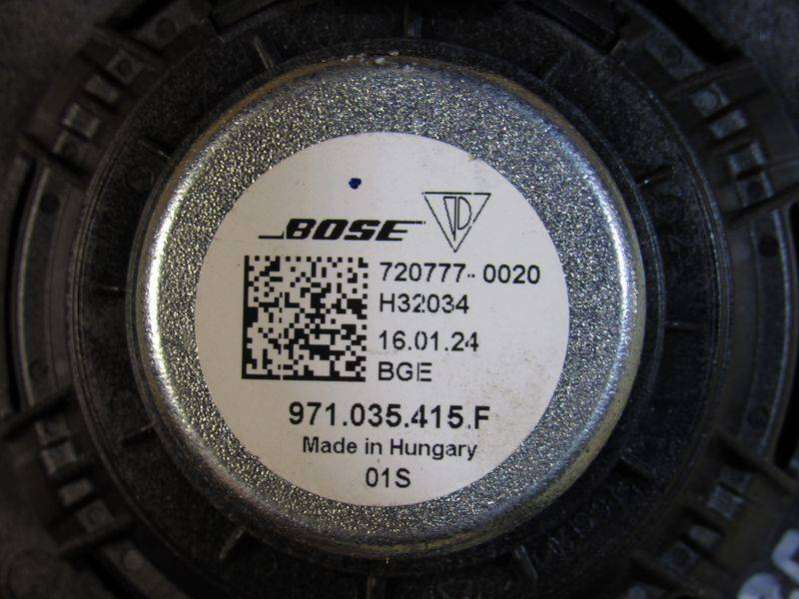 BOSE
720777-0020
H32034
16.01.24
BGE
971.035.415.F
Made in Hungary
01S